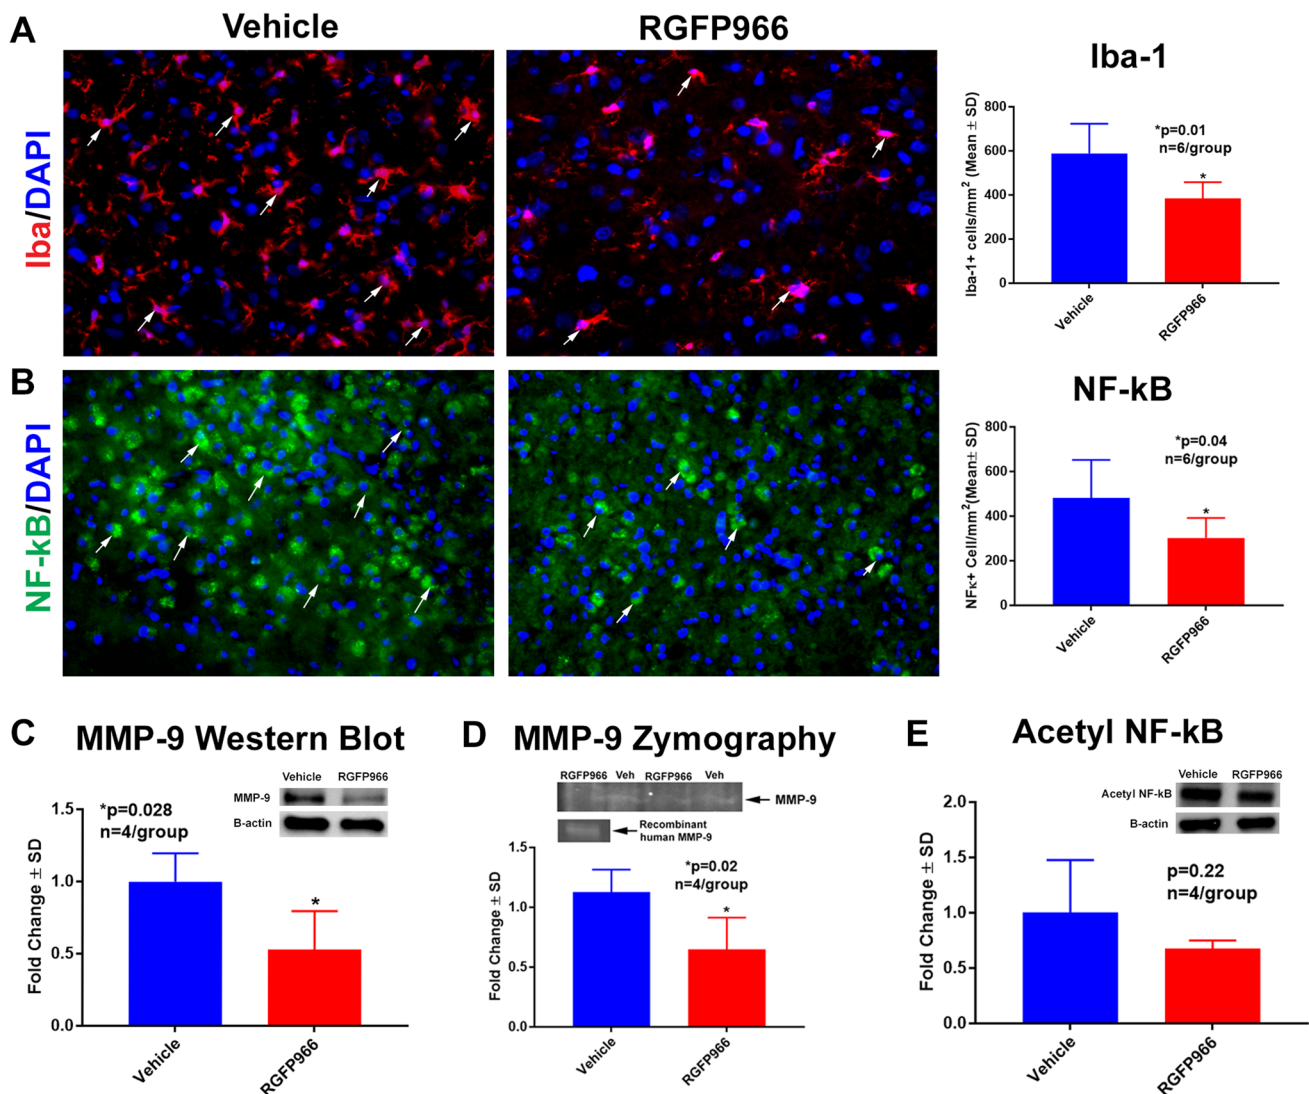 A
Vehicle
RGFP966
Iba/DAPI
Iba-1
Iba-1+ cells/mm² (Mean ± SD)
800
600
400
200
0
*p=0.01
n=6/group
*
Vehicle
RGFP966
B
NF-kB/DAPI
NF-kB
NFκ+ Cell/mm²(Mean± SD)
800
600
400
200
0
*p=0.04
n=6/group
*
Vehicle
RGFP966
C
MMP-9 Western Blot
Vehicle RGFP966
MMP-9
B-actin
Fold Change ± SD
1.5
1.0
0.5
0.0
*p=0.028
n=4/group
*
Vehicle
RGFP966
D
MMP-9 Zymography
RGFP966 Veh RGFP966 Veh
MMP-9
Recombinant
human MMP-9
Fold Change ± SD
1.5
1.0
0.5
0.0
*p=0.02
n=4/group
*
Vehicle
RGFP966
E
Acetyl NF-kB
Vehicle RGFP966
Acetyl NF-kB
B-actin
Fold Change ± SD
2.0
1.5
1.0
0.5
0.0
p=0.22
n=4/group
Vehicle
RGFP966